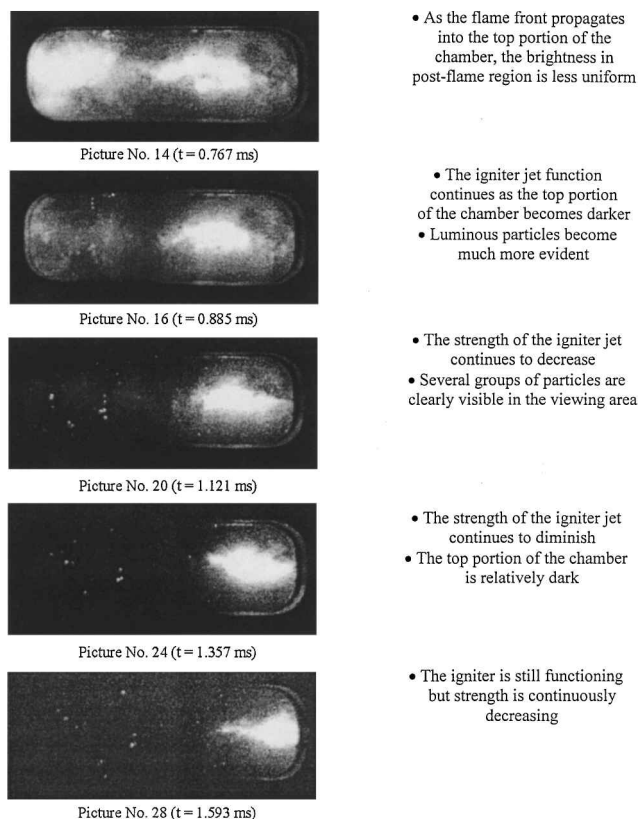 • As the flame front propagates
into the top portion of the
chamber, the brightness in
post-flame region is less uniform
Picture No. 14 (t = 0.767 ms)
• The igniter jet function
continues as the top portion
of the chamber becomes darker
• Luminous particles become
much more evident
Picture No. 16 (t = 0.885 ms)
• The strength of the igniter jet
continues to decrease
• Several groups of particles are
clearly visible in the viewing area
Picture No. 20 (t = 1.121 ms)
• The strength of the igniter jet
continues to diminish
• The top portion of the chamber
is relatively dark
Picture No. 24 (t = 1.357 ms)
• The igniter is still functioning
but strength is continuously
decreasing
Picture No. 28 (t = 1.593 ms)